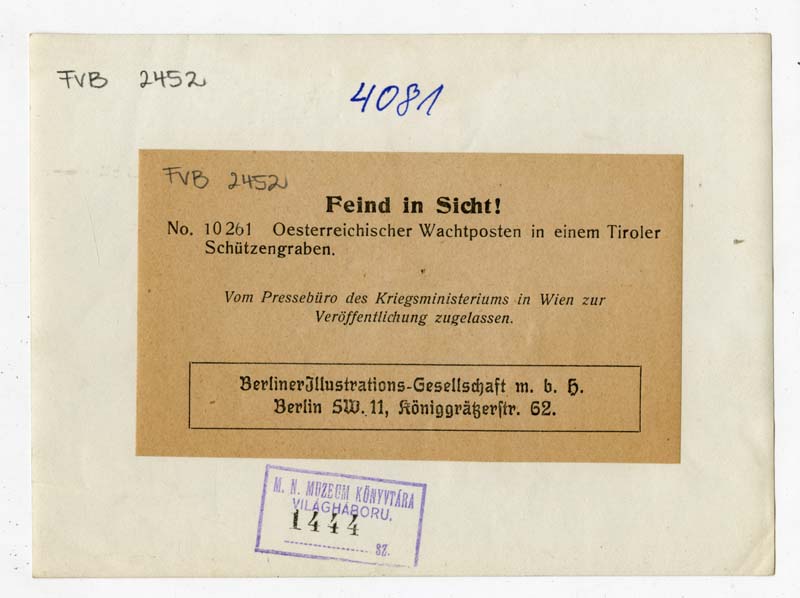 FvB 2452
4081
FvB 2452
Feind in Sicht!
No. 10261 Oesterreichischer Wachtposten in einem Tiroler
Schützengraben.
Vom Pressebüro des Kriegsministeriums in Wien zur
Veröffentlichung zugelassen.
Berliner Illustrations-Gesellschaft m. b. H.
Berlin SW. 11, Königgrätzerstr. 62.
M. N. MUZEUM KÖNYVTÁRA
VILÁGHÁBORU.
1444
SZ.